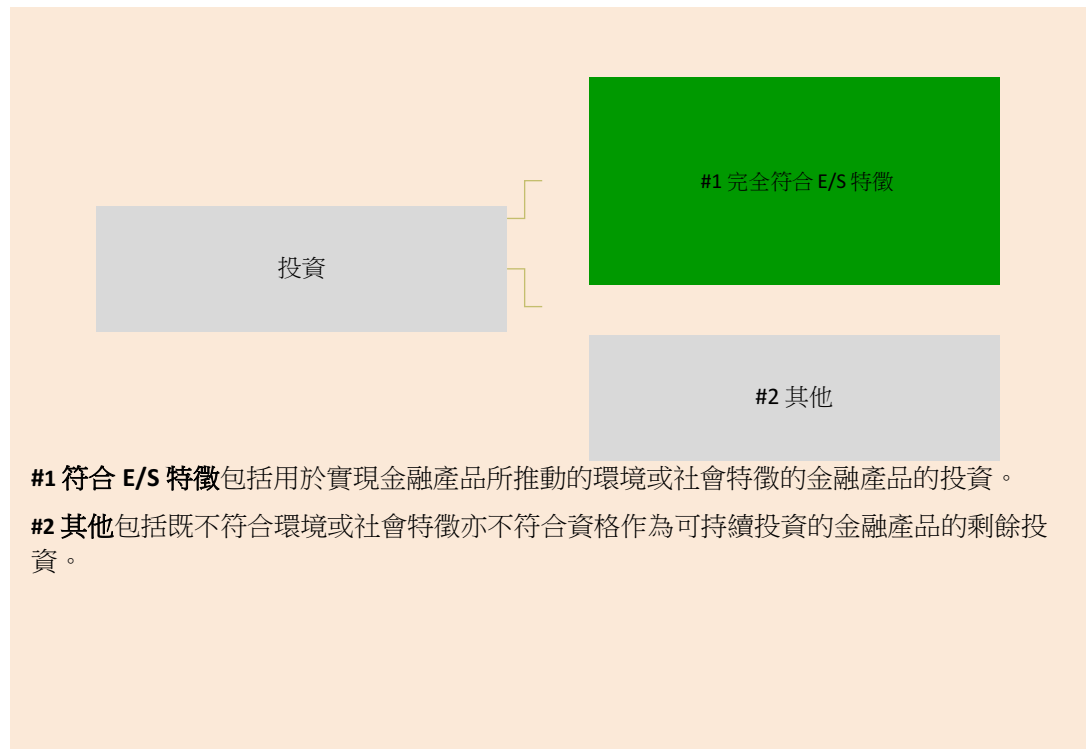 #1 完全符合 E/S 特徵
投資
#2 其他
#1 符合 E/S 特徵包括用於實現金融產品所推動的環境或社會特徵的金融產品的投資。
#2 其他包括既不符合環境或社會特徵亦不符合資格作為可持續投資的金融產品的剩餘投
資。